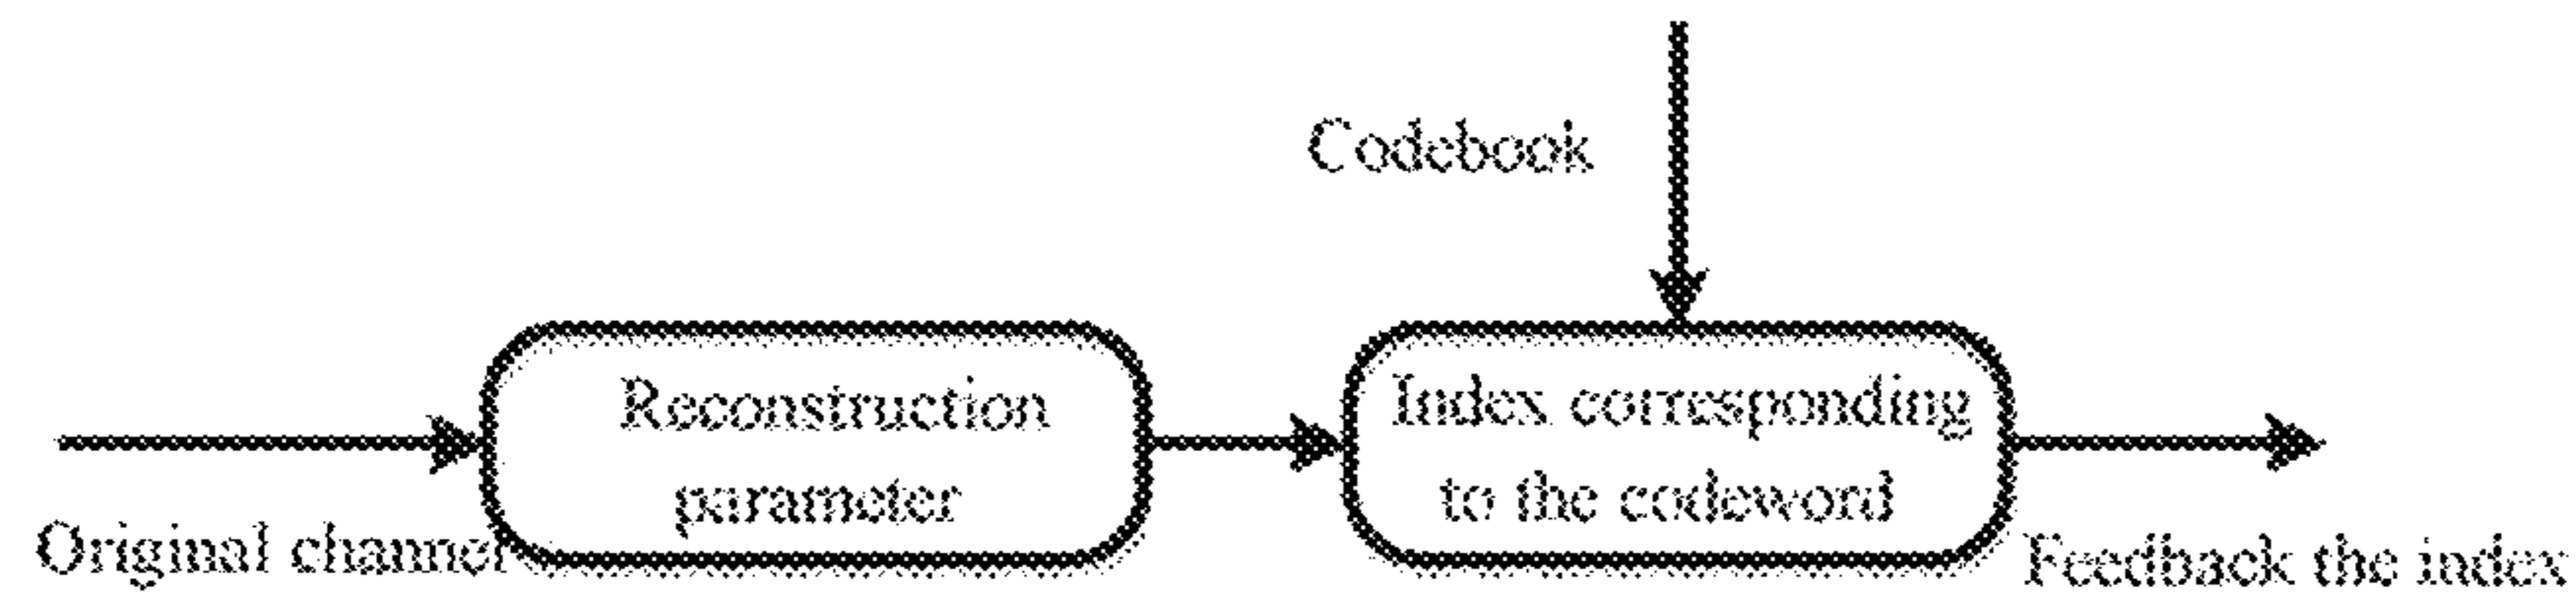 Codebook
Reconstruction
parameter
Index corresponding
to the codeword
Original channel
Feedback the index